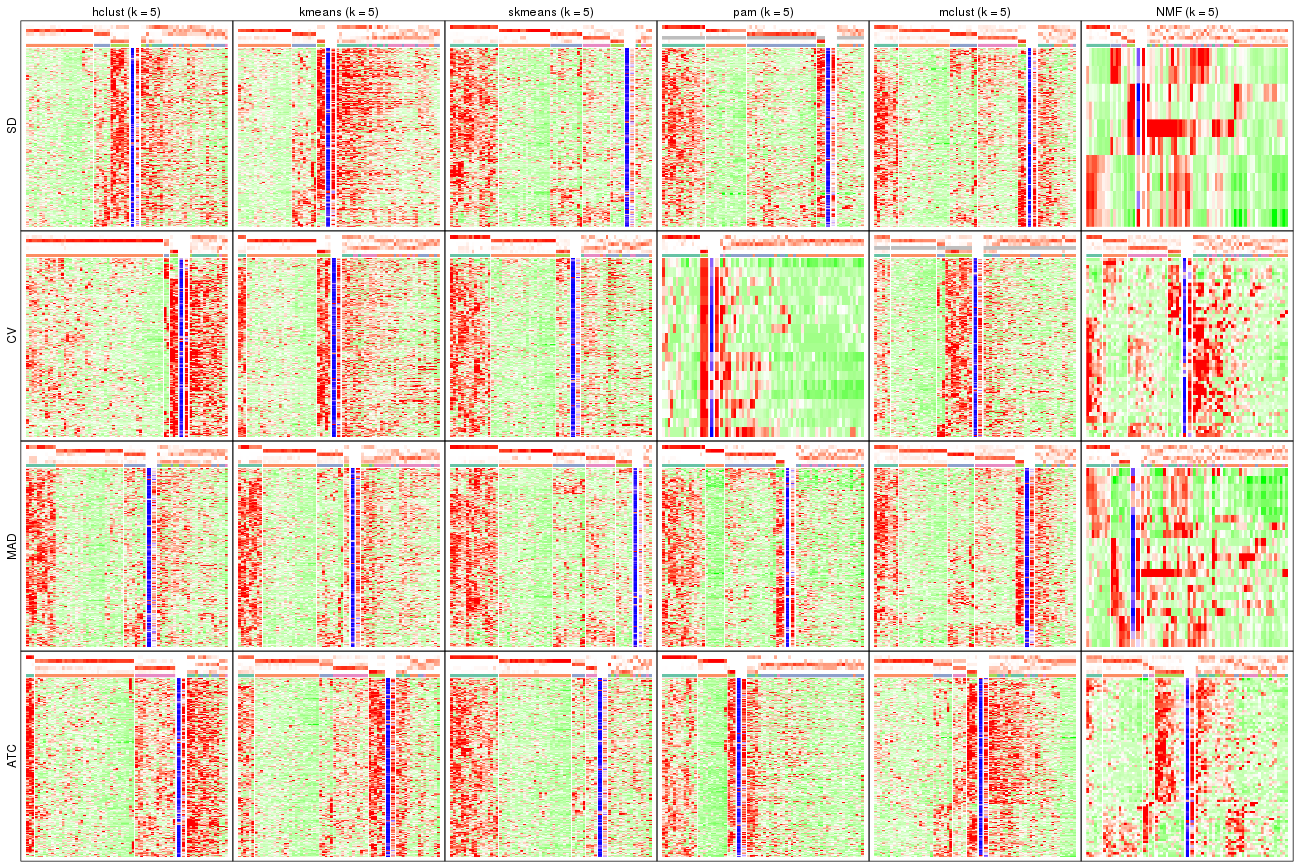 hclust (k = 5) kmeans (k = 5) skmeans (k = 5) pam (k = 5) mclust (k = 5) NMF (k = 5)
SD
CV
MAD
ATC